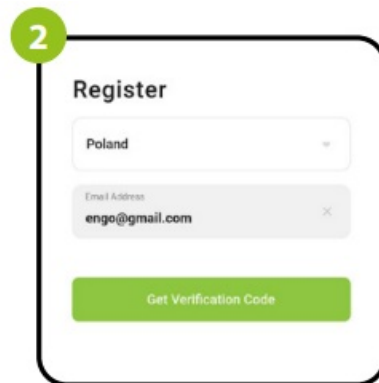 2
Register
Poland
Email Address
engo@gmail.com
Get Verification Code